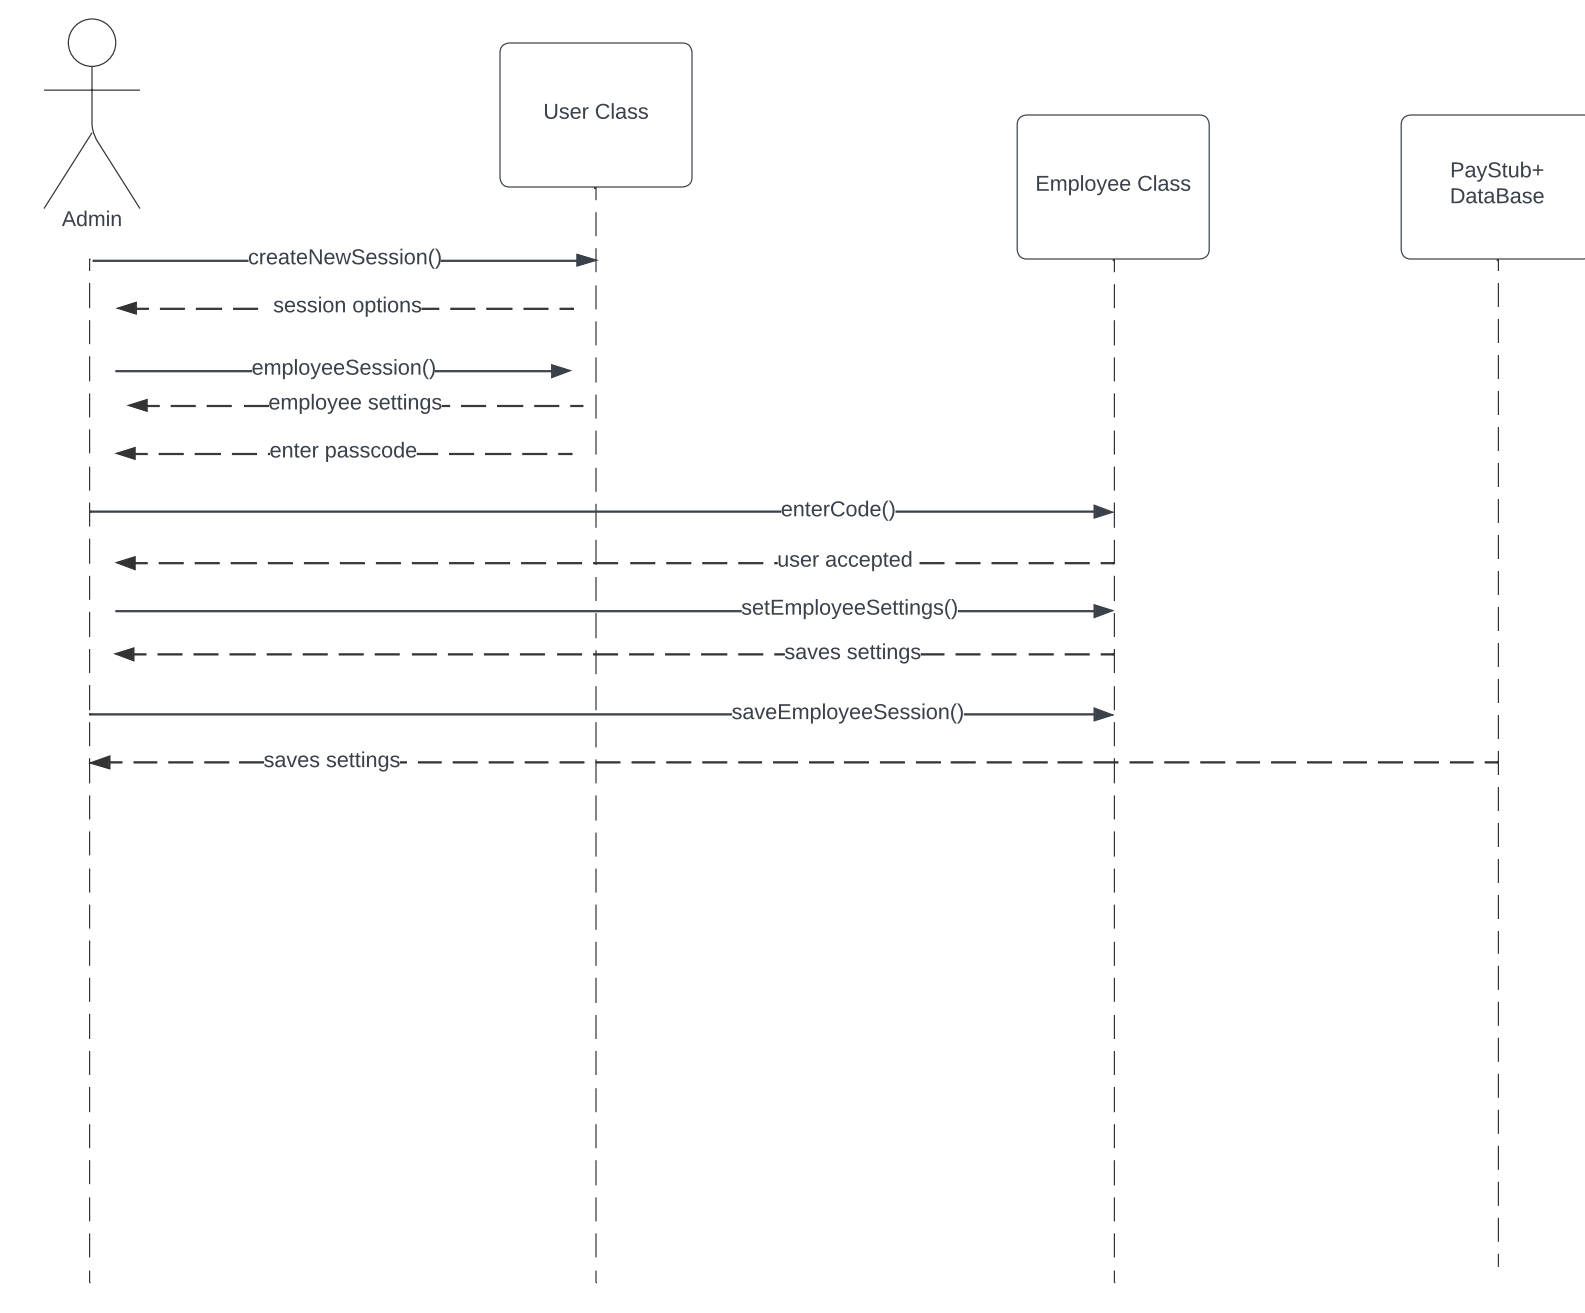 User Class
Employee Class
PayStub+
DataBase
Admin
createNewSession()
session options
employeeSession()
employee settings
enter passcode
enterCode()
user accepted
setEmployeeSettings()
saves settings
saveEmployeeSession()
saves settings